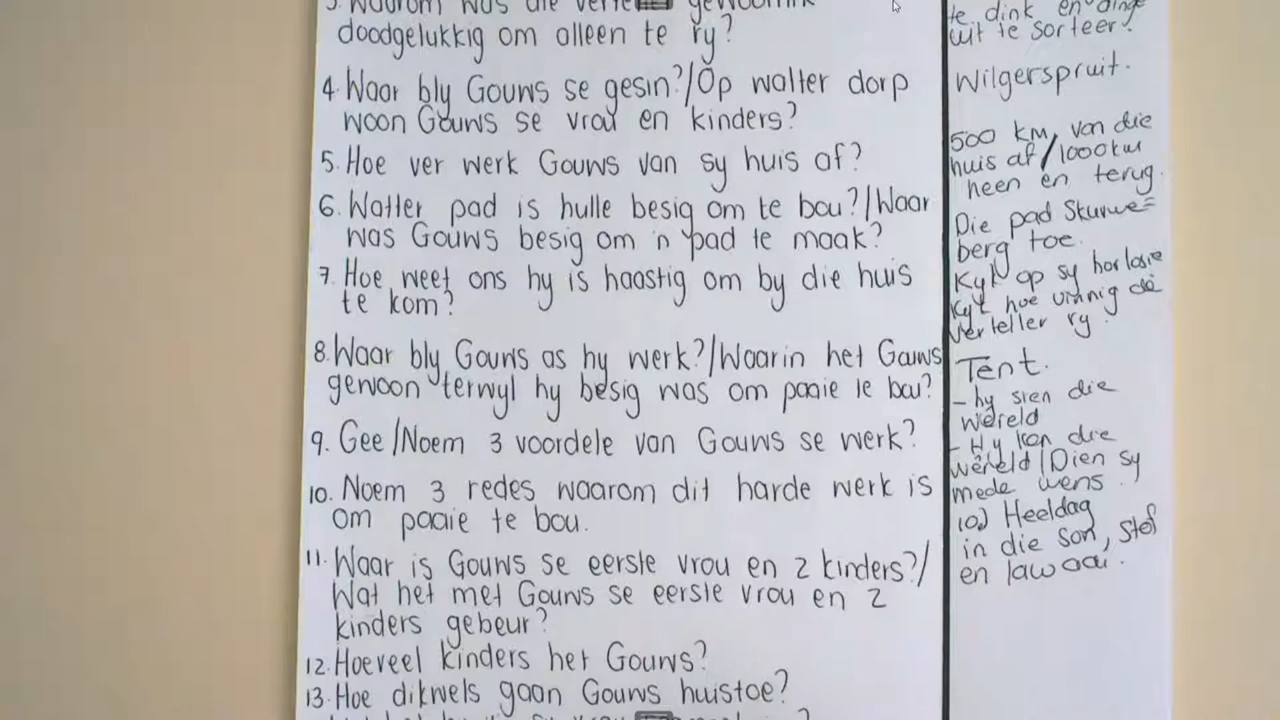 3. Waarom was die verteller gewoonlik
doodgelukkig om alleen te ry?
4. Waar bly Gouws se gesin?/Op watter dorp
woon Gouws se vrou en kinders?
5. Hoe ver werk Gouws van sy huis af?
6. Watter pad is hulle besig om te bou?/Waar
was Gouws besig om 'n pad te maak?
7. Hoe weet ons hy is haastig om by die huis
te kom?
8. Waar bly Gouws as hy werk?/Waarin het Gouws
gewoon terwyl hy besig was om paaie te bou?
9. Gee/Noem 3 voordele van Gouws se werk?
10. Noem 3 redes waarom dit harde werk is
om paaie te bou.
11. Waar is Gouws se eerste vrou en 2 kinders?/
Wat het met Gouws se eerste vrou en 2
kinders gebeur?
12. Hoeveel kinders het Gouws?
13. Hoe dikwels gaan Gouws huistoe?
te dink en dinge
uit te sorteer.
Wilgerspruit.
500 km van die
huis af/1000km
heen en terug.
Die pad Skurwe=
berg toe.
Kyk op sy horlosie
Kyk hoe vinnig die
verteller ry.
Tent.
- hy sien die
wêreld
- Hy kan die
wêreld/Dien sy
mede wens.
10) Heeldag
in die son, stof
en lawaai.